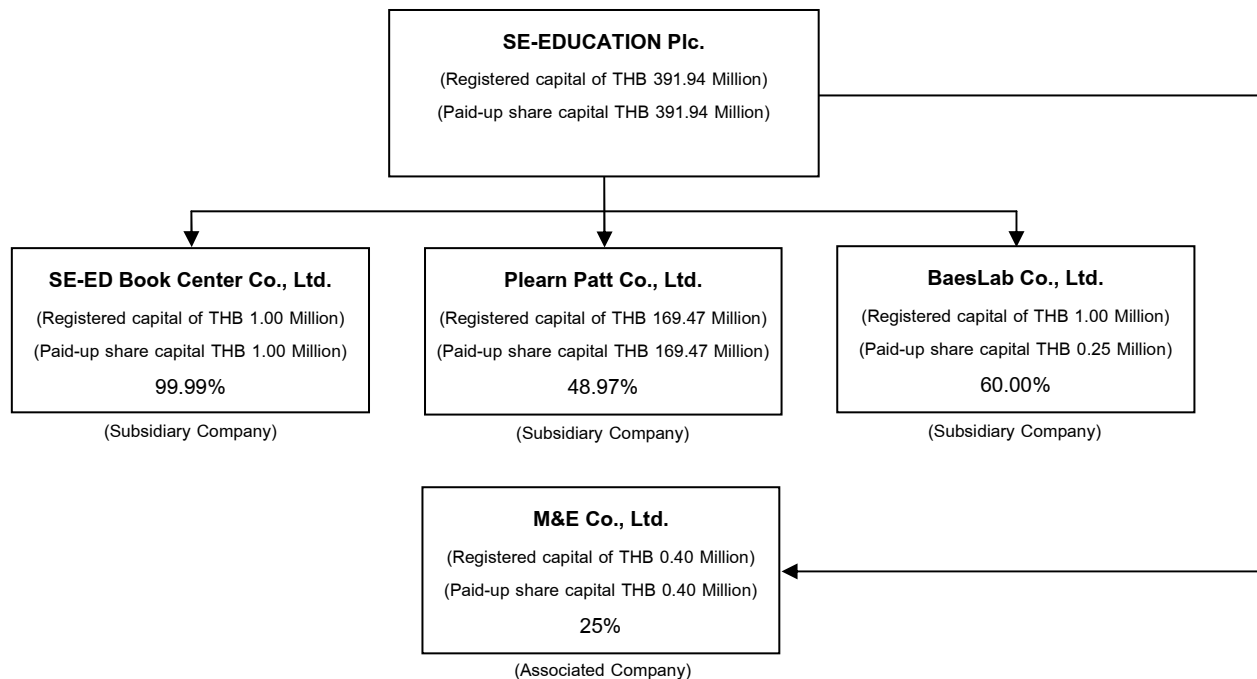 SE-EDUCATION Plc.
(Registered capital of THB 391.94 Million)
(Paid-up share capital THB 391.94 Million)
SE-ED Book Center Co., Ltd.
(Registered capital of THB 1.00 Million)
(Paid-up share capital THB 1.00 Million)
99.99%
(Subsidiary Company)
Plearn Patt Co., Ltd.
(Registered capital of THB 169.47 Million)
(Paid-up share capital THB 169.47 Million)
48.97%
(Subsidiary Company)
BaesLab Co., Ltd.
(Registered capital of THB 1.00 Million)
(Paid-up share capital THB 0.25 Million)
60.00%
(Subsidiary Company)
M&E Co., Ltd.
(Registered capital of THB 0.40 Million)
(Paid-up share capital THB 0.40 Million)
25%
(Associated Company)